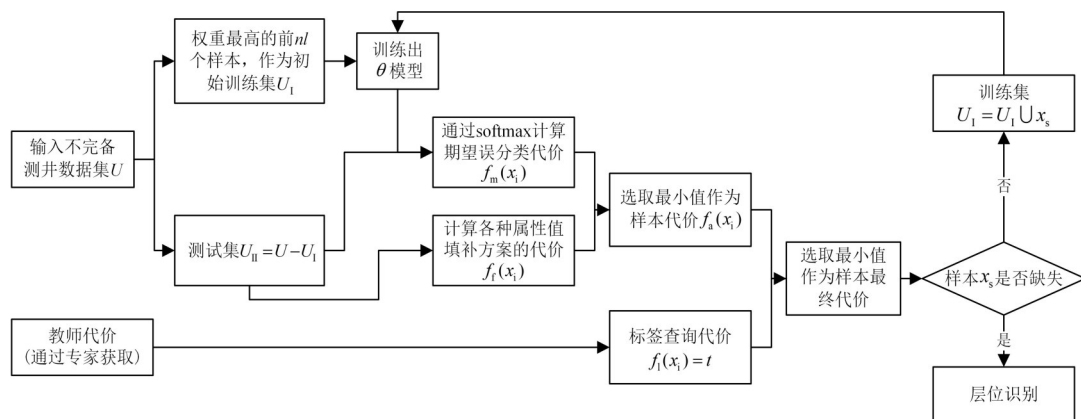 权重最高的前nl
个样本，作为初
始训练集U_I
训练出
θ模型
训练集
U_I=U_I∪x_s
输入不完备
测井数据集U
通过softmax计算
期望误分类代价
f_m(x_i)
否
选取最小值作为
样本代价f_a(x_i)
测试集U_II=U−U_I
计算各种属性值
填补方案的代价
f_f(x_i)
选取最小值
作为样本最
终代价
样本x_s是否缺失
教师代价
(通过专家获取)
标签查询代价
f_l(x_i)=t
是
层位识别